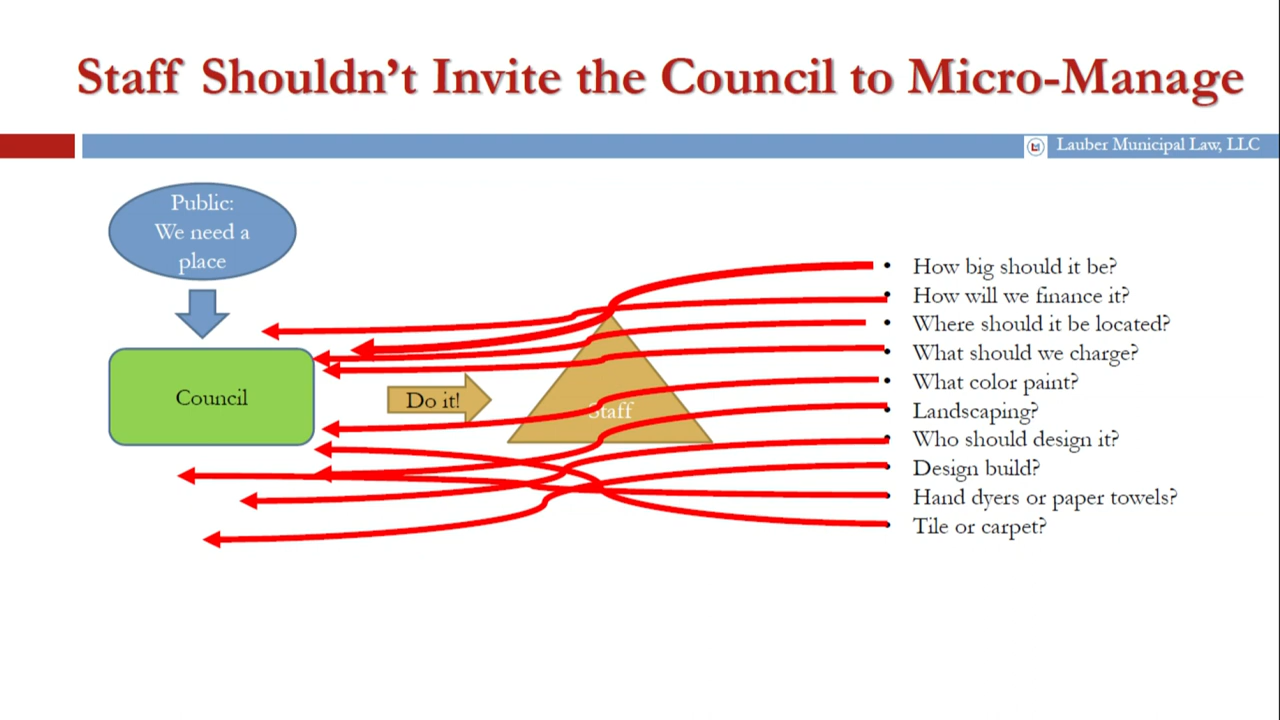 Staff Shouldn't Invite the Council to Micro-Manage
Lauber Municipal Law, LLC
Public:
We need a
place
Council
Do it!
Staff
• How big should it be?
• How will we finance it?
• Where should it be located?
• What should we charge?
• What color paint?
• Landscaping?
• Who should design it?
• Design build?
• Hand dyers or paper towels?
• Tile or carpet?